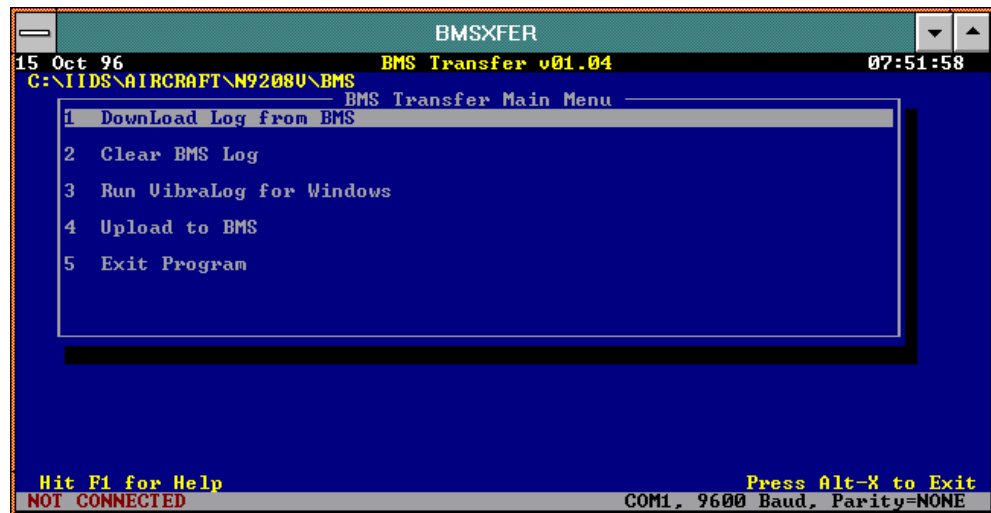 BMSXFER
15 Oct 96 BMS Transfer v01.04 07:51:58
C:\IIDS\AIRCRAFT\N9208V\BMS
BMS Transfer Main Menu
1 DownLoad Log from BMS
2 Clear BMS Log
3 Run VibraLog for Windows
4 Upload to BMS
5 Exit Program
Hit F1 for Help Press Alt-X to Exit
NOT CONNECTED COM1, 9600 Baud, Parity=NONE